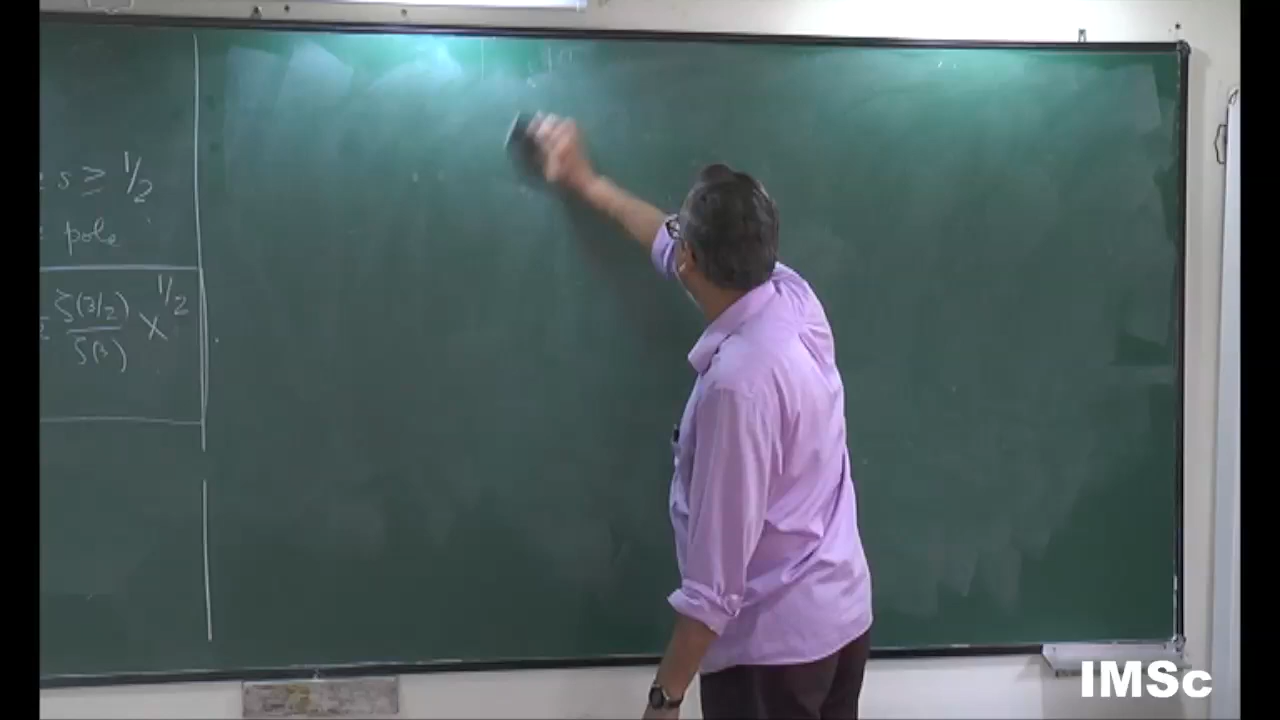 s ≥ 1/2
pole
ζ(3/2)/ζ(3) x^{1/2}
IMSc